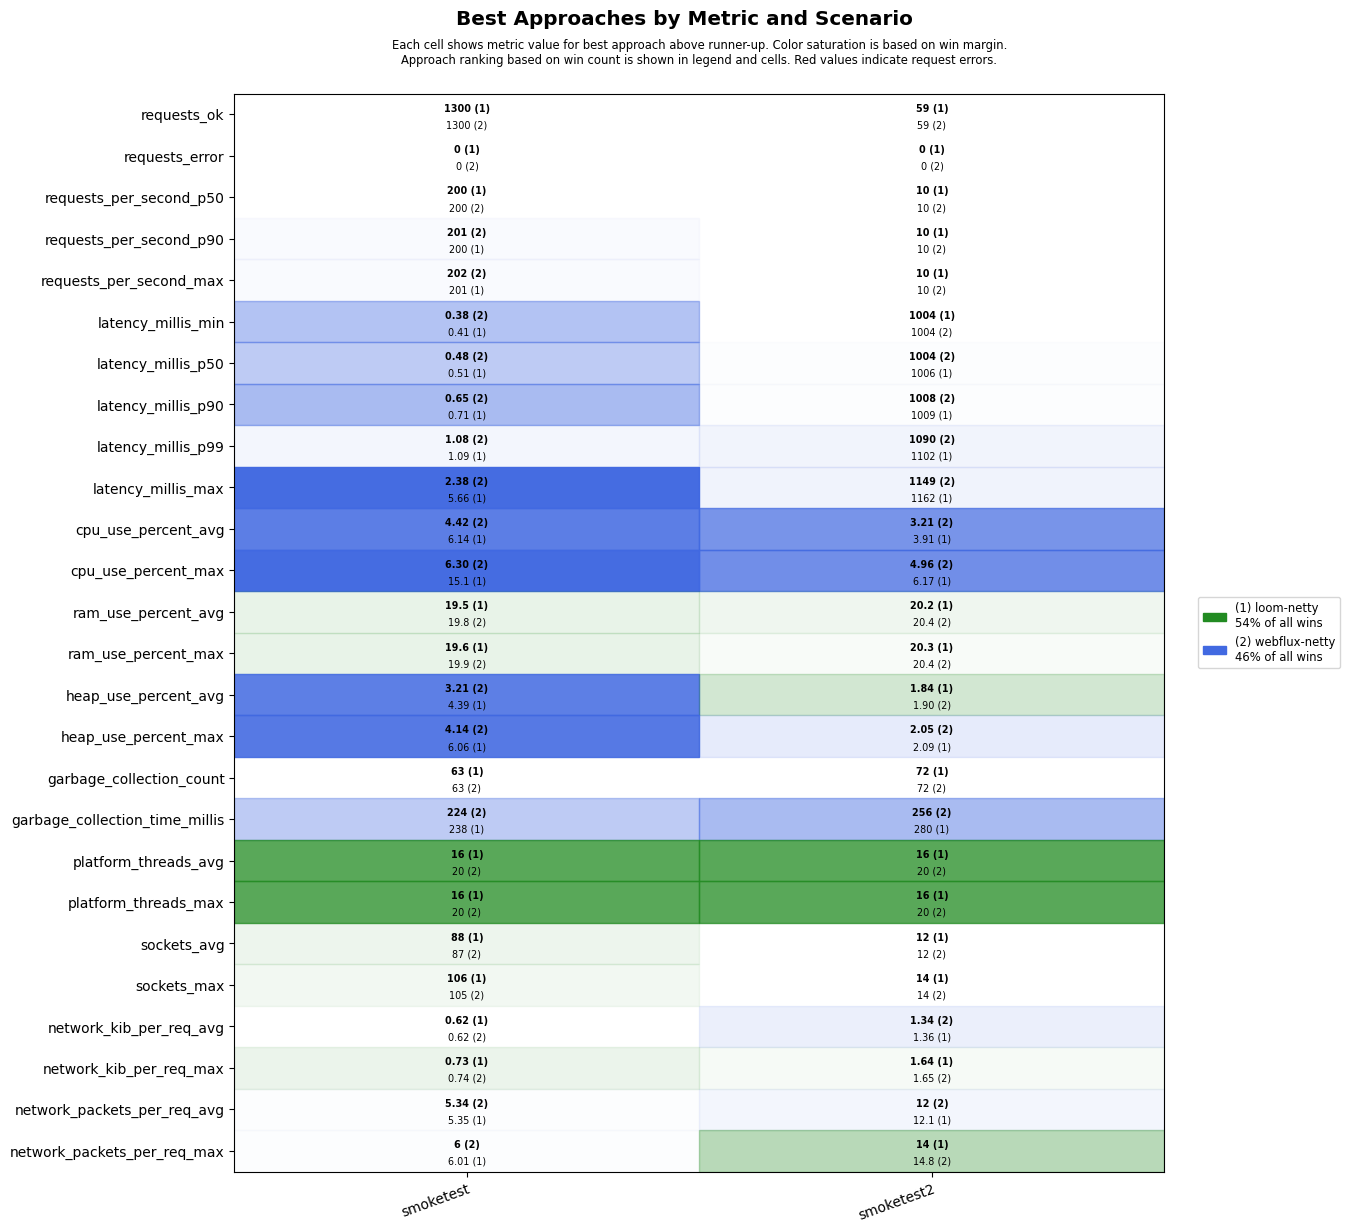 Best Approaches by Metric and Scenario
Each cell shows metric value for best approach above runner-up. Color saturation is based on win margin.
Approach ranking based on win count is shown in legend and cells. Red values indicate request errors.
requests_ok
1300 (1)
1300 (2)
59 (1)
59 (2)
requests_error
0 (1)
0 (2)
0 (1)
0 (2)
requests_per_second_p50
200 (1)
200 (2)
10 (1)
10 (2)
requests_per_second_p90
201 (2)
200 (1)
10 (1)
10 (2)
requests_per_second_max
202 (2)
201 (1)
10 (1)
10 (2)
latency_millis_min
0.38 (2)
0.41 (1)
1004 (1)
1004 (2)
latency_millis_p50
0.48 (2)
0.51 (1)
1004 (2)
1006 (1)
latency_millis_p90
0.65 (2)
0.71 (1)
1008 (2)
1009 (1)
latency_millis_p99
1.08 (2)
1.09 (1)
1090 (2)
1102 (1)
latency_millis_max
2.38 (2)
5.66 (1)
1149 (2)
1162 (1)
cpu_use_percent_avg
4.42 (2)
6.14 (1)
3.21 (2)
3.91 (1)
cpu_use_percent_max
6.30 (2)
15.1 (1)
4.96 (2)
6.17 (1)
ram_use_percent_avg
19.5 (1)
19.8 (2)
20.2 (1)
20.4 (2)
ram_use_percent_max
19.6 (1)
19.9 (2)
20.3 (1)
20.4 (2)
heap_use_percent_avg
3.21 (2)
4.39 (1)
1.84 (1)
1.90 (2)
heap_use_percent_max
4.14 (2)
6.06 (1)
2.05 (2)
2.09 (1)
garbage_collection_count
63 (1)
63 (2)
72 (1)
72 (2)
garbage_collection_time_millis
224 (2)
238 (1)
256 (2)
280 (1)
platform_threads_avg
16 (1)
20 (2)
16 (1)
20 (2)
platform_threads_max
16 (1)
20 (2)
16 (1)
20 (2)
sockets_avg
88 (1)
87 (2)
12 (1)
12 (2)
sockets_max
106 (1)
105 (2)
14 (1)
14 (2)
network_kib_per_req_avg
0.62 (1)
0.62 (2)
1.34 (2)
1.36 (1)
network_kib_per_req_max
0.73 (1)
0.74 (2)
1.64 (1)
1.65 (2)
network_packets_per_req_avg
5.34 (2)
5.35 (1)
12 (2)
12.1 (1)
network_packets_per_req_max
6 (2)
6.01 (1)
14 (1)
14.8 (2)
smoketest
smoketest2
(1) loom-netty
54% of all wins
(2) webflux-netty
46% of all wins